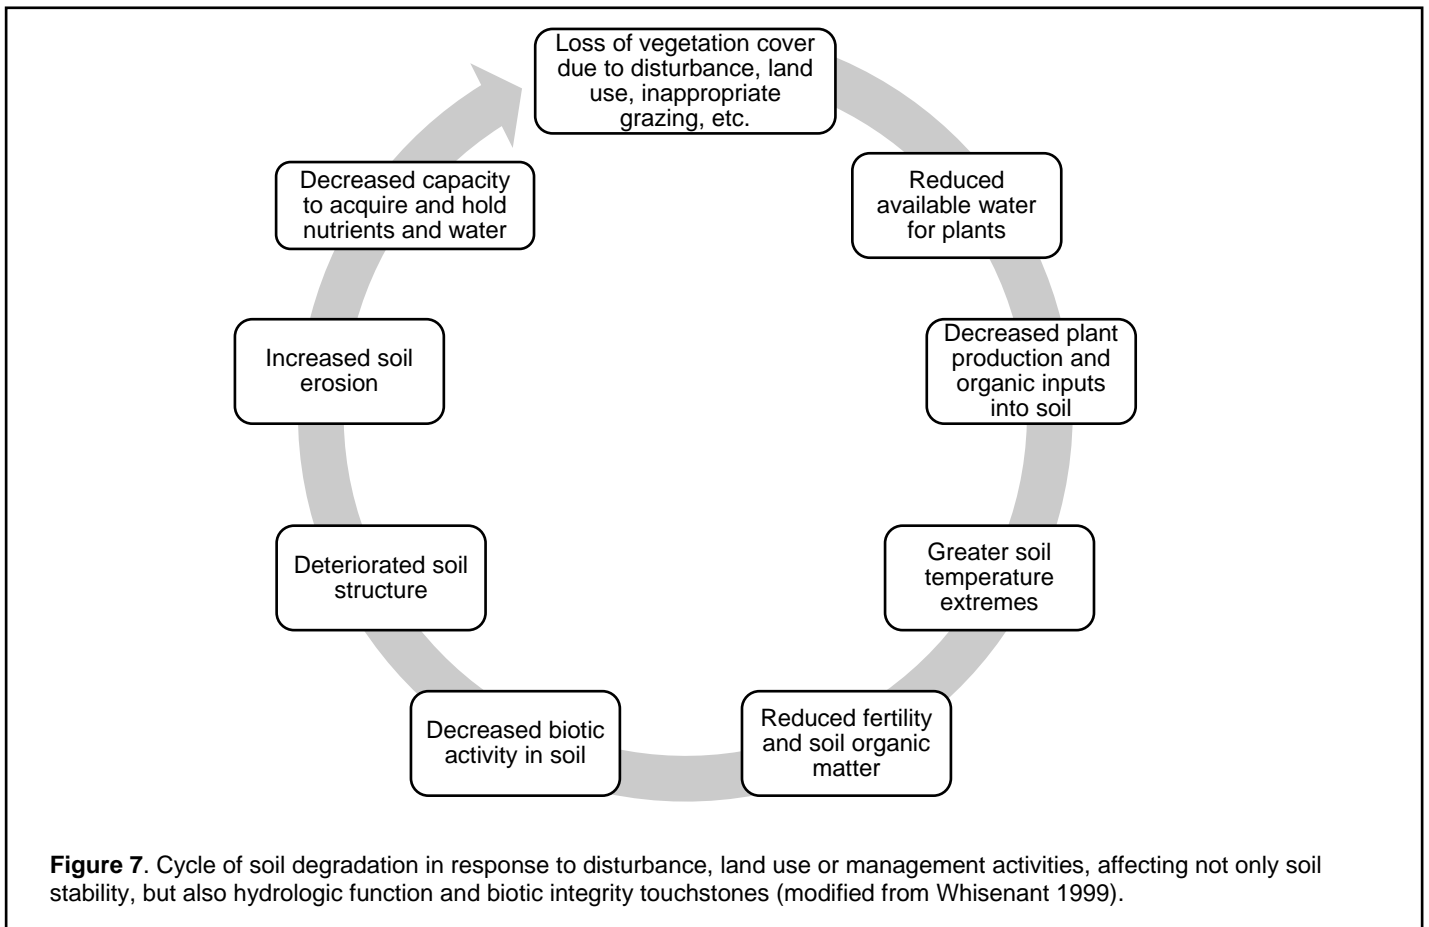 Loss of vegetation cover
due to disturbance, land
use, inappropriate
grazing, etc.
Reduced
available water
for plants
Decreased plant
production and
organic inputs
into soil
Greater soil
temperature
extremes
Reduced fertility
and soil organic
matter
Decreased biotic
activity in soil
Deteriorated soil
structure
Increased soil
erosion
Decreased capacity
to acquire and hold
nutrients and water
Figure 7. Cycle of soil degradation in response to disturbance, land use or management activities, affecting not only soil
stability, but also hydrologic function and biotic integrity touchstones (modified from Whisenant 1999).